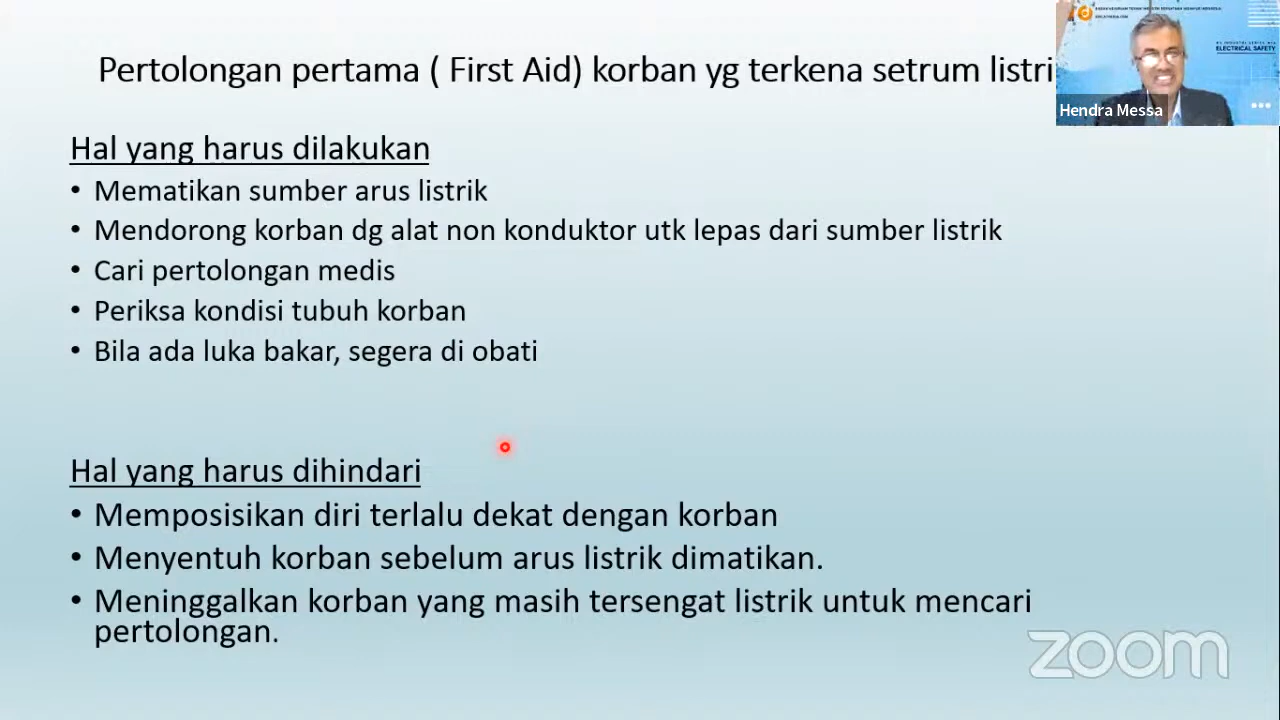 Pertolongan pertama ( First Aid) korban yg terkena setrum listri
ELECTRICAL SAFETY
Hendra Messa
Hal yang harus dilakukan
• Mematikan sumber arus listrik
• Mendorong korban dg alat non konduktor utk lepas dari sumber listrik
• Cari pertolongan medis
• Periksa kondisi tubuh korban
• Bila ada luka bakar, segera di obati
Hal yang harus dihindari
• Memposisikan diri terlalu dekat dengan korban
• Menyentuh korban sebelum arus listrik dimatikan.
• Meninggalkan korban yang masih tersengat listrik untuk mencari
pertolongan.
zoom